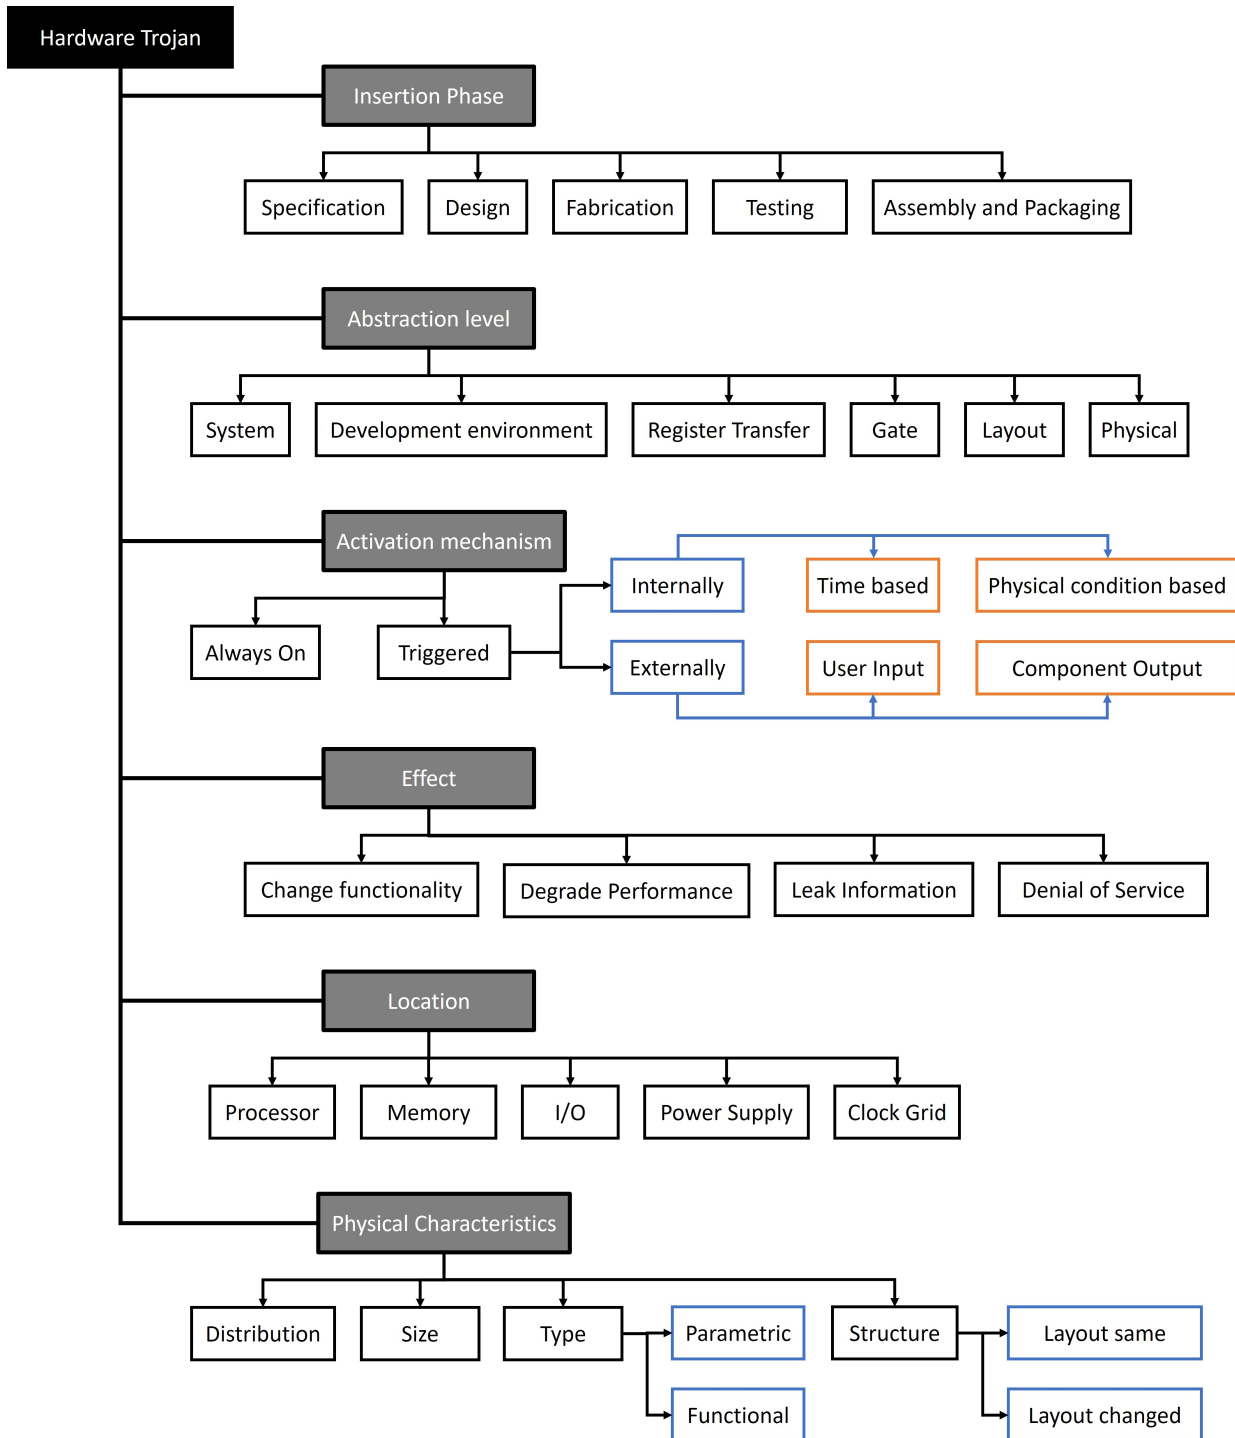 Hardware Trojan
Insertion Phase
Specification
Design
Fabrication
Testing
Assembly and Packaging
Abstraction level
System
Development environment
Register Transfer
Gate
Layout
Physical
Activation mechanism
Internally
Time based
Physical condition based
Always On
Triggered
Externally
User Input
Component Output
Effect
Change functionality
Degrade Performance
Leak Information
Denial of Service
Location
Processor
Memory
I/O
Power Supply
Clock Grid
Physical Characteristics
Distribution
Size
Type
Parametric
Structure
Layout same
Functional
Layout changed